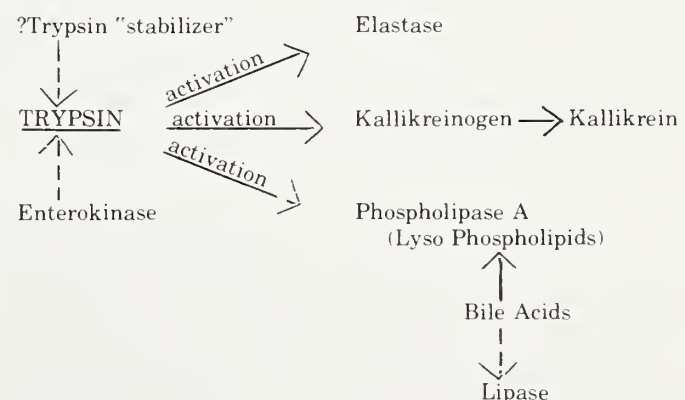 ?Trypsin "stabilizer"
Elastase
activation
TRYPSIN
activation
Kallikreinogen
Kallikrein
activation
Enterokinase
Phospholipase A
(Lyso Phospholipids)
Bile Acids
Lipase